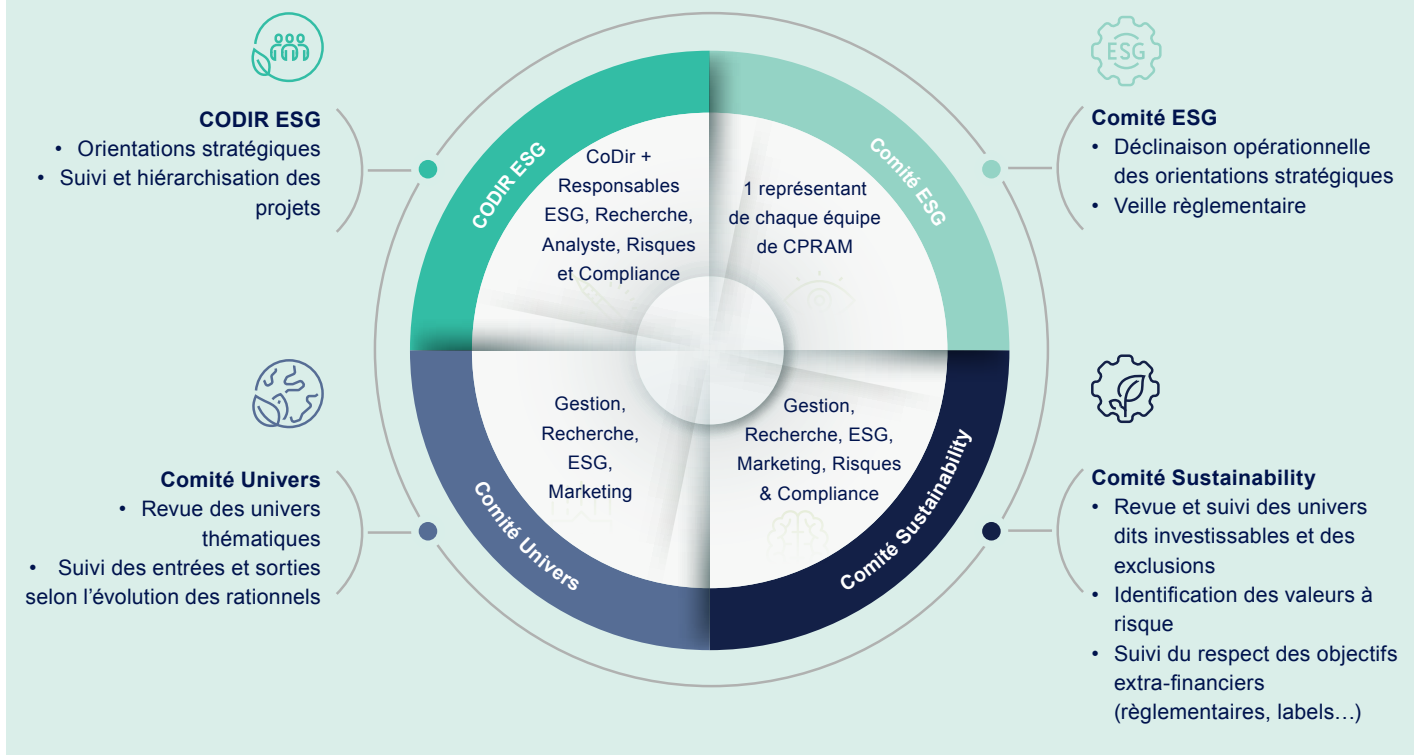 CODIR ESG
• Orientations stratégiques
• Suivi et hiérarchisation des
projets
CODIR ESG
CoDir +
Responsables
ESG, Recherche,
Analyste, Risques
et Compliance
Comité ESG
1 représentant
de chaque équipe
de CPRAM
ESG
Comité ESG
• Déclinaison opérationnelle
des orientations stratégiques
• Veille règlementaire
Comité Univers
• Revue des univers
thématiques
• Suivi des entrées et sorties
selon l’évolution des rationnels
Comité Univers
Gestion,
Recherche,
ESG,
Marketing
Comité Sustainability
Gestion,
Recherche, ESG,
Marketing, Risques
& Compliance
Comité Sustainability
• Revue et suivi des univers
dits investissables et des
exclusions
• Identification des valeurs à
risque
• Suivi du respect des objectifs
extra-financiers
(règlementaires, labels…)